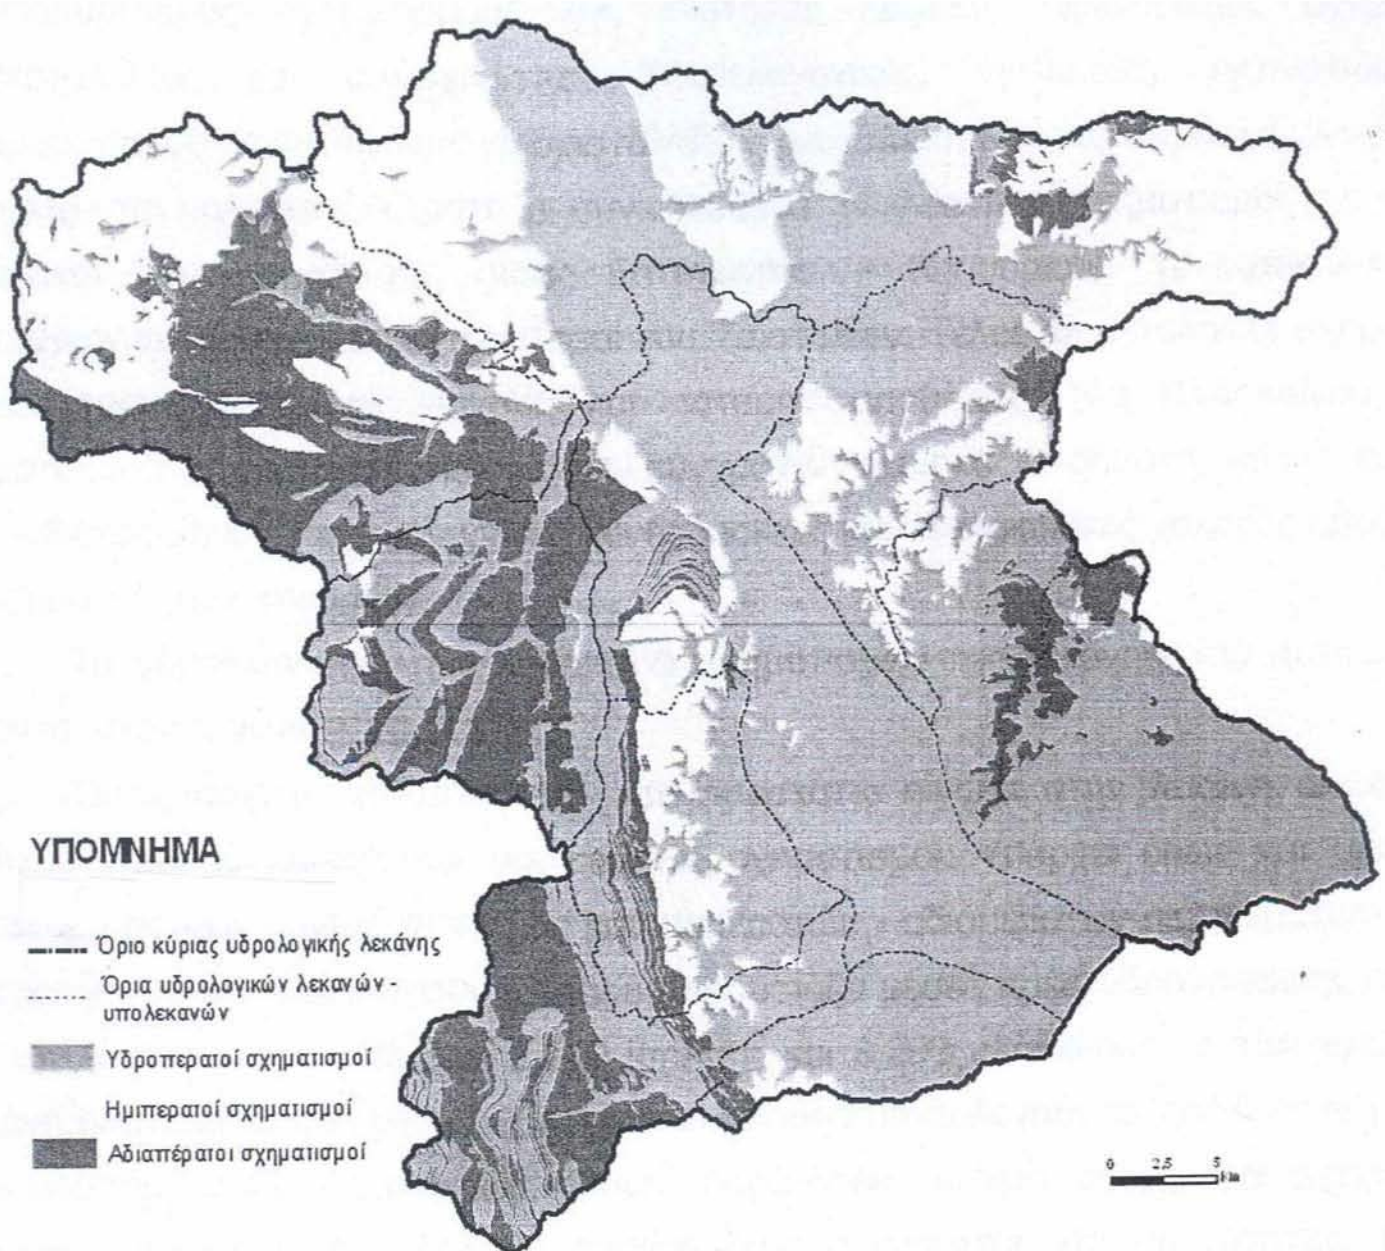 ΥΠΟΜΝΗΜΑ
Όριο κύριας υδρολογικής λεκάνης
Όρια υδρολογικών λεκανών -
υπολεκανών
Υδροπερατοί σχηματισμοί
Ημιπερατοί σχηματισμοί
Αδιαπέρατοι σχηματισμοί
0 2,5 5
km